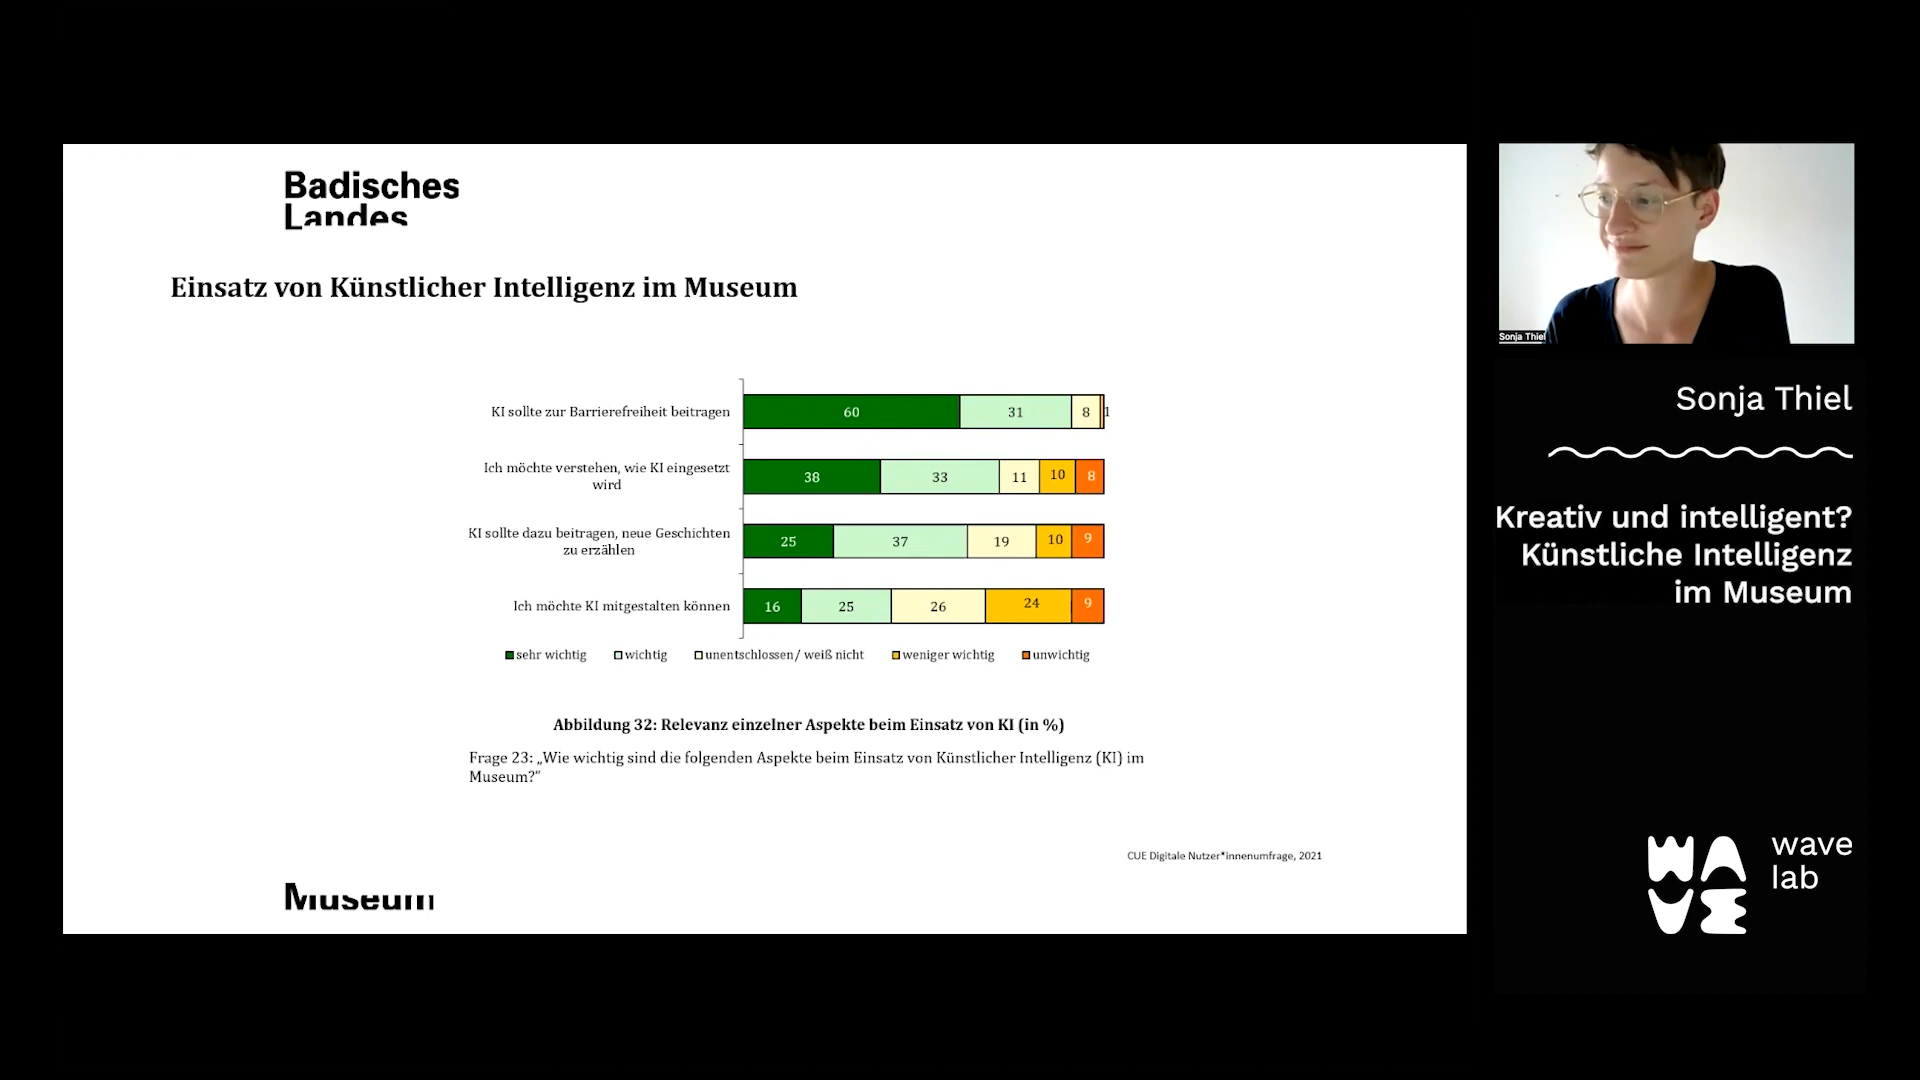 Badisches
Landes
Einsatz von Künstlicher Intelligenz im Museum
KI sollte zur Barrierefreiheit beitragen
60 31 8 1
Ich möchte verstehen, wie KI eingesetzt
wird
38 33 11 10 8
KI sollte dazu beitragen, neue Geschichten
zu erzählen
25 37 19 10 9
Ich möchte KI mitgestalten können
16 25 26 24 9
sehr wichtig wichtig unentschlossen/ weiß nicht weniger wichtig unwichtig
Abbildung 32: Relevanz einzelner Aspekte beim Einsatz von KI (in %)
Frage 23: „Wie wichtig sind die folgenden Aspekte beim Einsatz von Künstlicher Intelligenz (KI) im
Museum?"
CUE Digitale Nutzer*innenumfrage, 2021
Museum
Sonja Thiel
Sonja Thiel
Kreativ und intelligent?
Künstliche Intelligenz
im Museum
WAVE
wave
lab